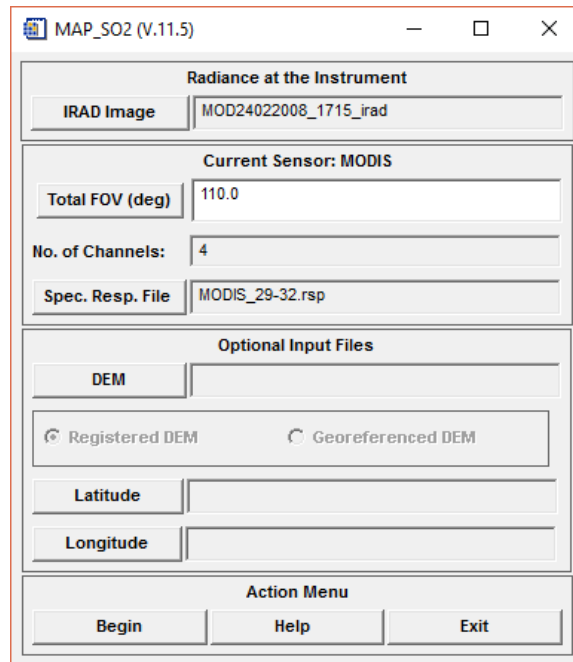 MAP_SO2 (V.11.5)
Radiance at the Instrument
IRAD Image MOD24022008_1715_irad
Current Sensor: MODIS
Total FOV (deg) 110.0
No. of Channels: 4
Spec. Resp. File MODIS_29-32.rsp
Optional Input Files
DEM
Registered DEM Georeferenced DEM
Latitude
Longitude
Action Menu
Begin Help Exit